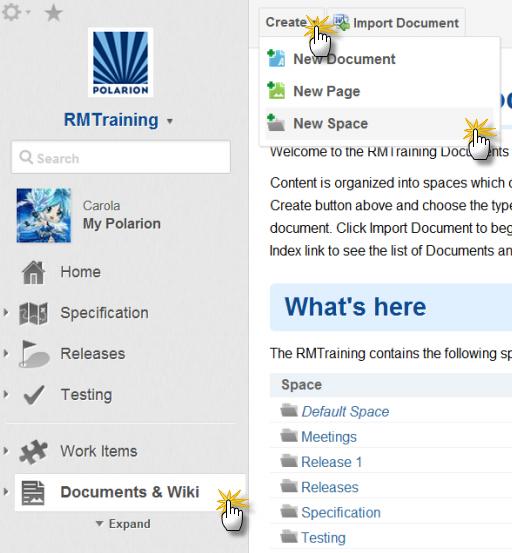 POLARION
RMTraining
Search
Carola
My Polarion
Home
Specification
Releases
Testing
Work Items
Documents & Wiki
Expand
Create
Import Document
New Document
New Page
New Space
Welcome to the RMTraining Documents
Content is organized into spaces which
Create button above and choose the type
document. Click Import Document to beg
Index link to see the list of Documents an
What's here
The RMTraining contains the following sp
Space
Default Space
Meetings
Release 1
Releases
Specification
Testing